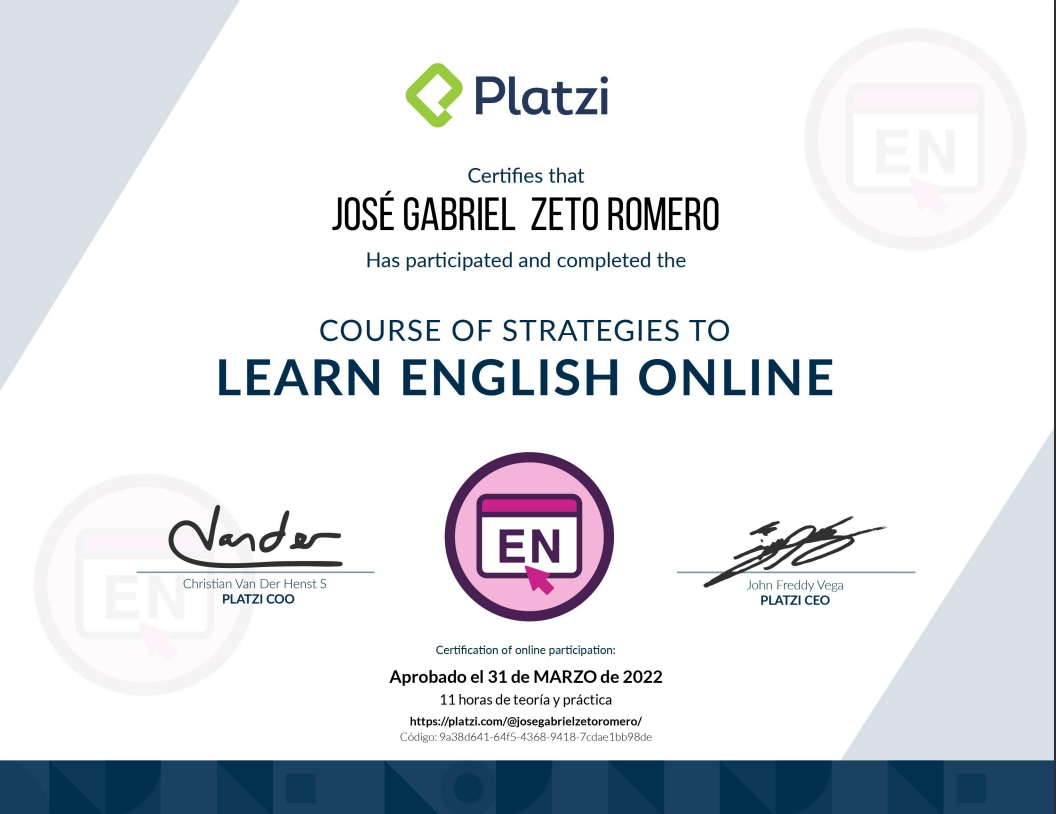 Platzi
EN
Certifies that
JOSÉ GABRIEL ZETO ROMERO
Has participated and completed the
COURSE OF STRATEGIES TO
LEARN ENGLISH ONLINE
Vander
EN
EN
Christian Van Der Henst S
PLATZI COO
John Freddy Vega
PLATZI CEO
Certification of online participation:
Aprobado el 31 de MARZO de 2022
11 horas de teoría y práctica
https://platzi.com/@josegabrielzetoromero/
Código: 9a38d641-64f5-4368-9418-7cdae1bb98de